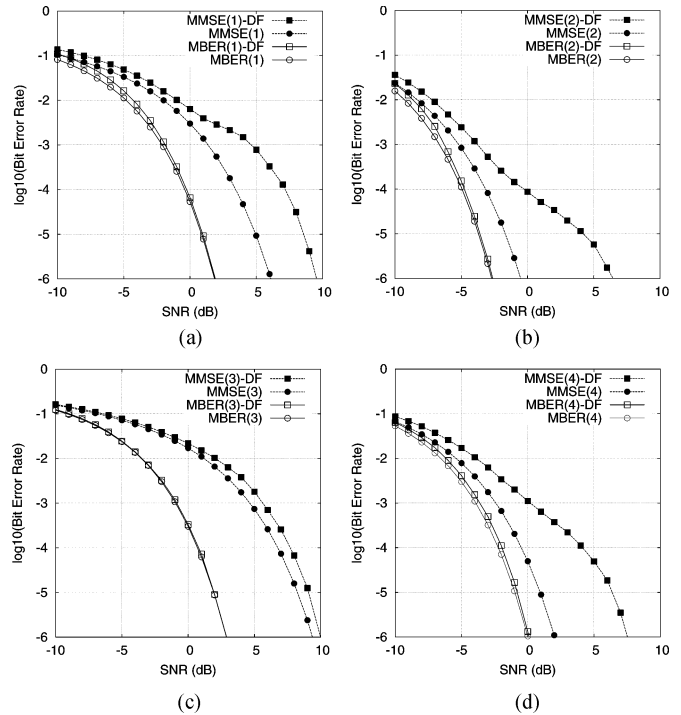 MMSE(1)-DF
MMSE(1)
MBER(1)-DF
MBER(1)
log10(Bit Error Rate)
0
-1
-2
-3
-4
-5
-6
-10
-5
0
5
10
SNR (dB)
(a)
MMSE(2)-DF
MMSE(2)
MBER(2)-DF
MBER(2)
log10(Bit Error Rate)
0
-1
-2
-3
-4
-5
-6
-10
-5
0
5
10
SNR (dB)
(b)
MMSE(3)-DF
MMSE(3)
MBER(3)-DF
MBER(3)
log10(Bit Error Rate)
0
-1
-2
-3
-4
-5
-6
-10
-5
0
5
10
SNR (dB)
(c)
MMSE(4)-DF
MMSE(4)
MBER(4)-DF
MBER(4)
log10(Bit Error Rate)
0
-1
-2
-3
-4
-5
-6
-10
-5
0
5
10
SNR (dB)
(d)